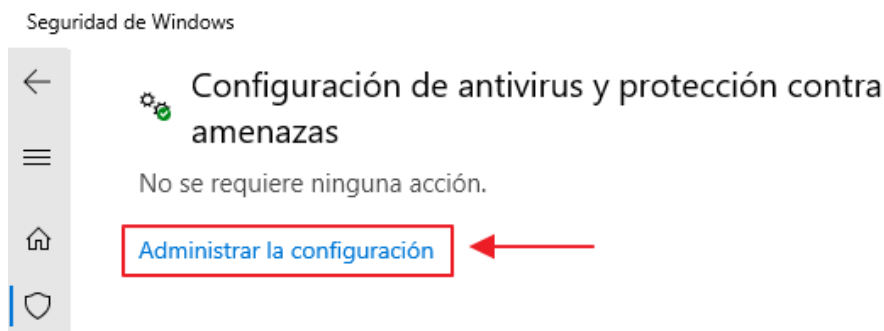 Seguridad de Windows
Configuración de antivirus y protección contra
amenazas
No se requiere ninguna acción.
Administrar la configuración